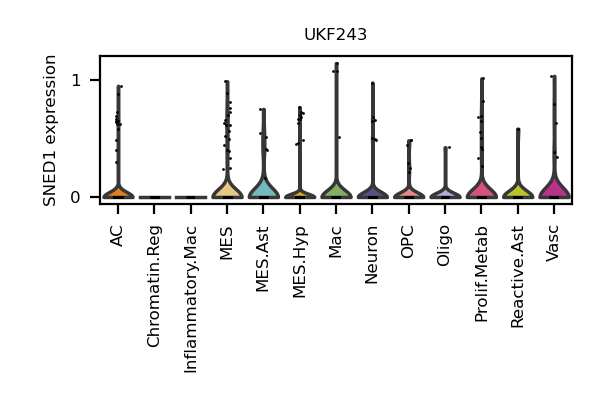 UKF243
SNED1 expression
1
0
AC
Chromatin.Reg
Inflammatory.Mac
MES
MES.Ast
MES.Hyp
Mac
Neuron
OPC
Oligo
Prolif.Metab
Reactive.Ast
Vasc